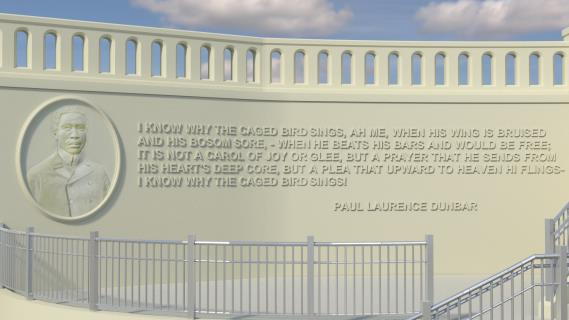 I KNOW WHY THE CAGED BIRD SINGS, AH ME, WHEN HIS WING IS BRUISED
AND HIS BOSOM SORE, - WHEN HE BEATS HIS BARS AND WOULD BE FREE;
IT IS NOT A CAROL OF JOY OR GLEE, BUT A PRAYER THAT HE SENDS FROM
HIS HEART'S DEEP CORE, BUT A PLEA THAT UPWARD TO HEAVEN HI FLINGS-
I KNOW WHY THE CAGED BIRD SINGS!
PAUL LAURENCE DUNBAR